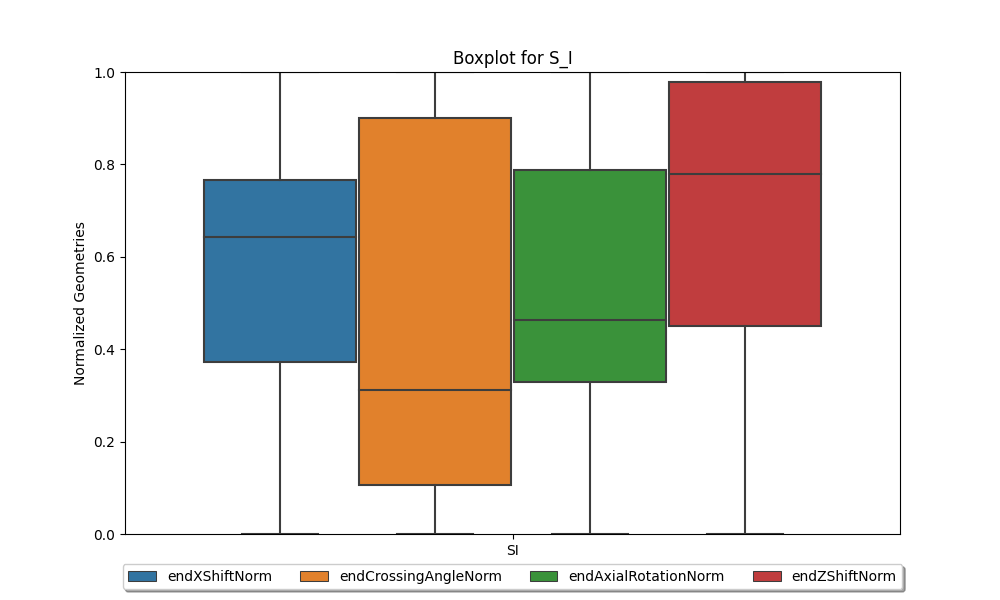 Boxplot for S_I
Normalized Geometries
1.0
0.8
0.6
0.4
0.2
0.0
SI
endXShiftNorm endCrossingAngleNorm endAxialRotationNorm endZShiftNorm